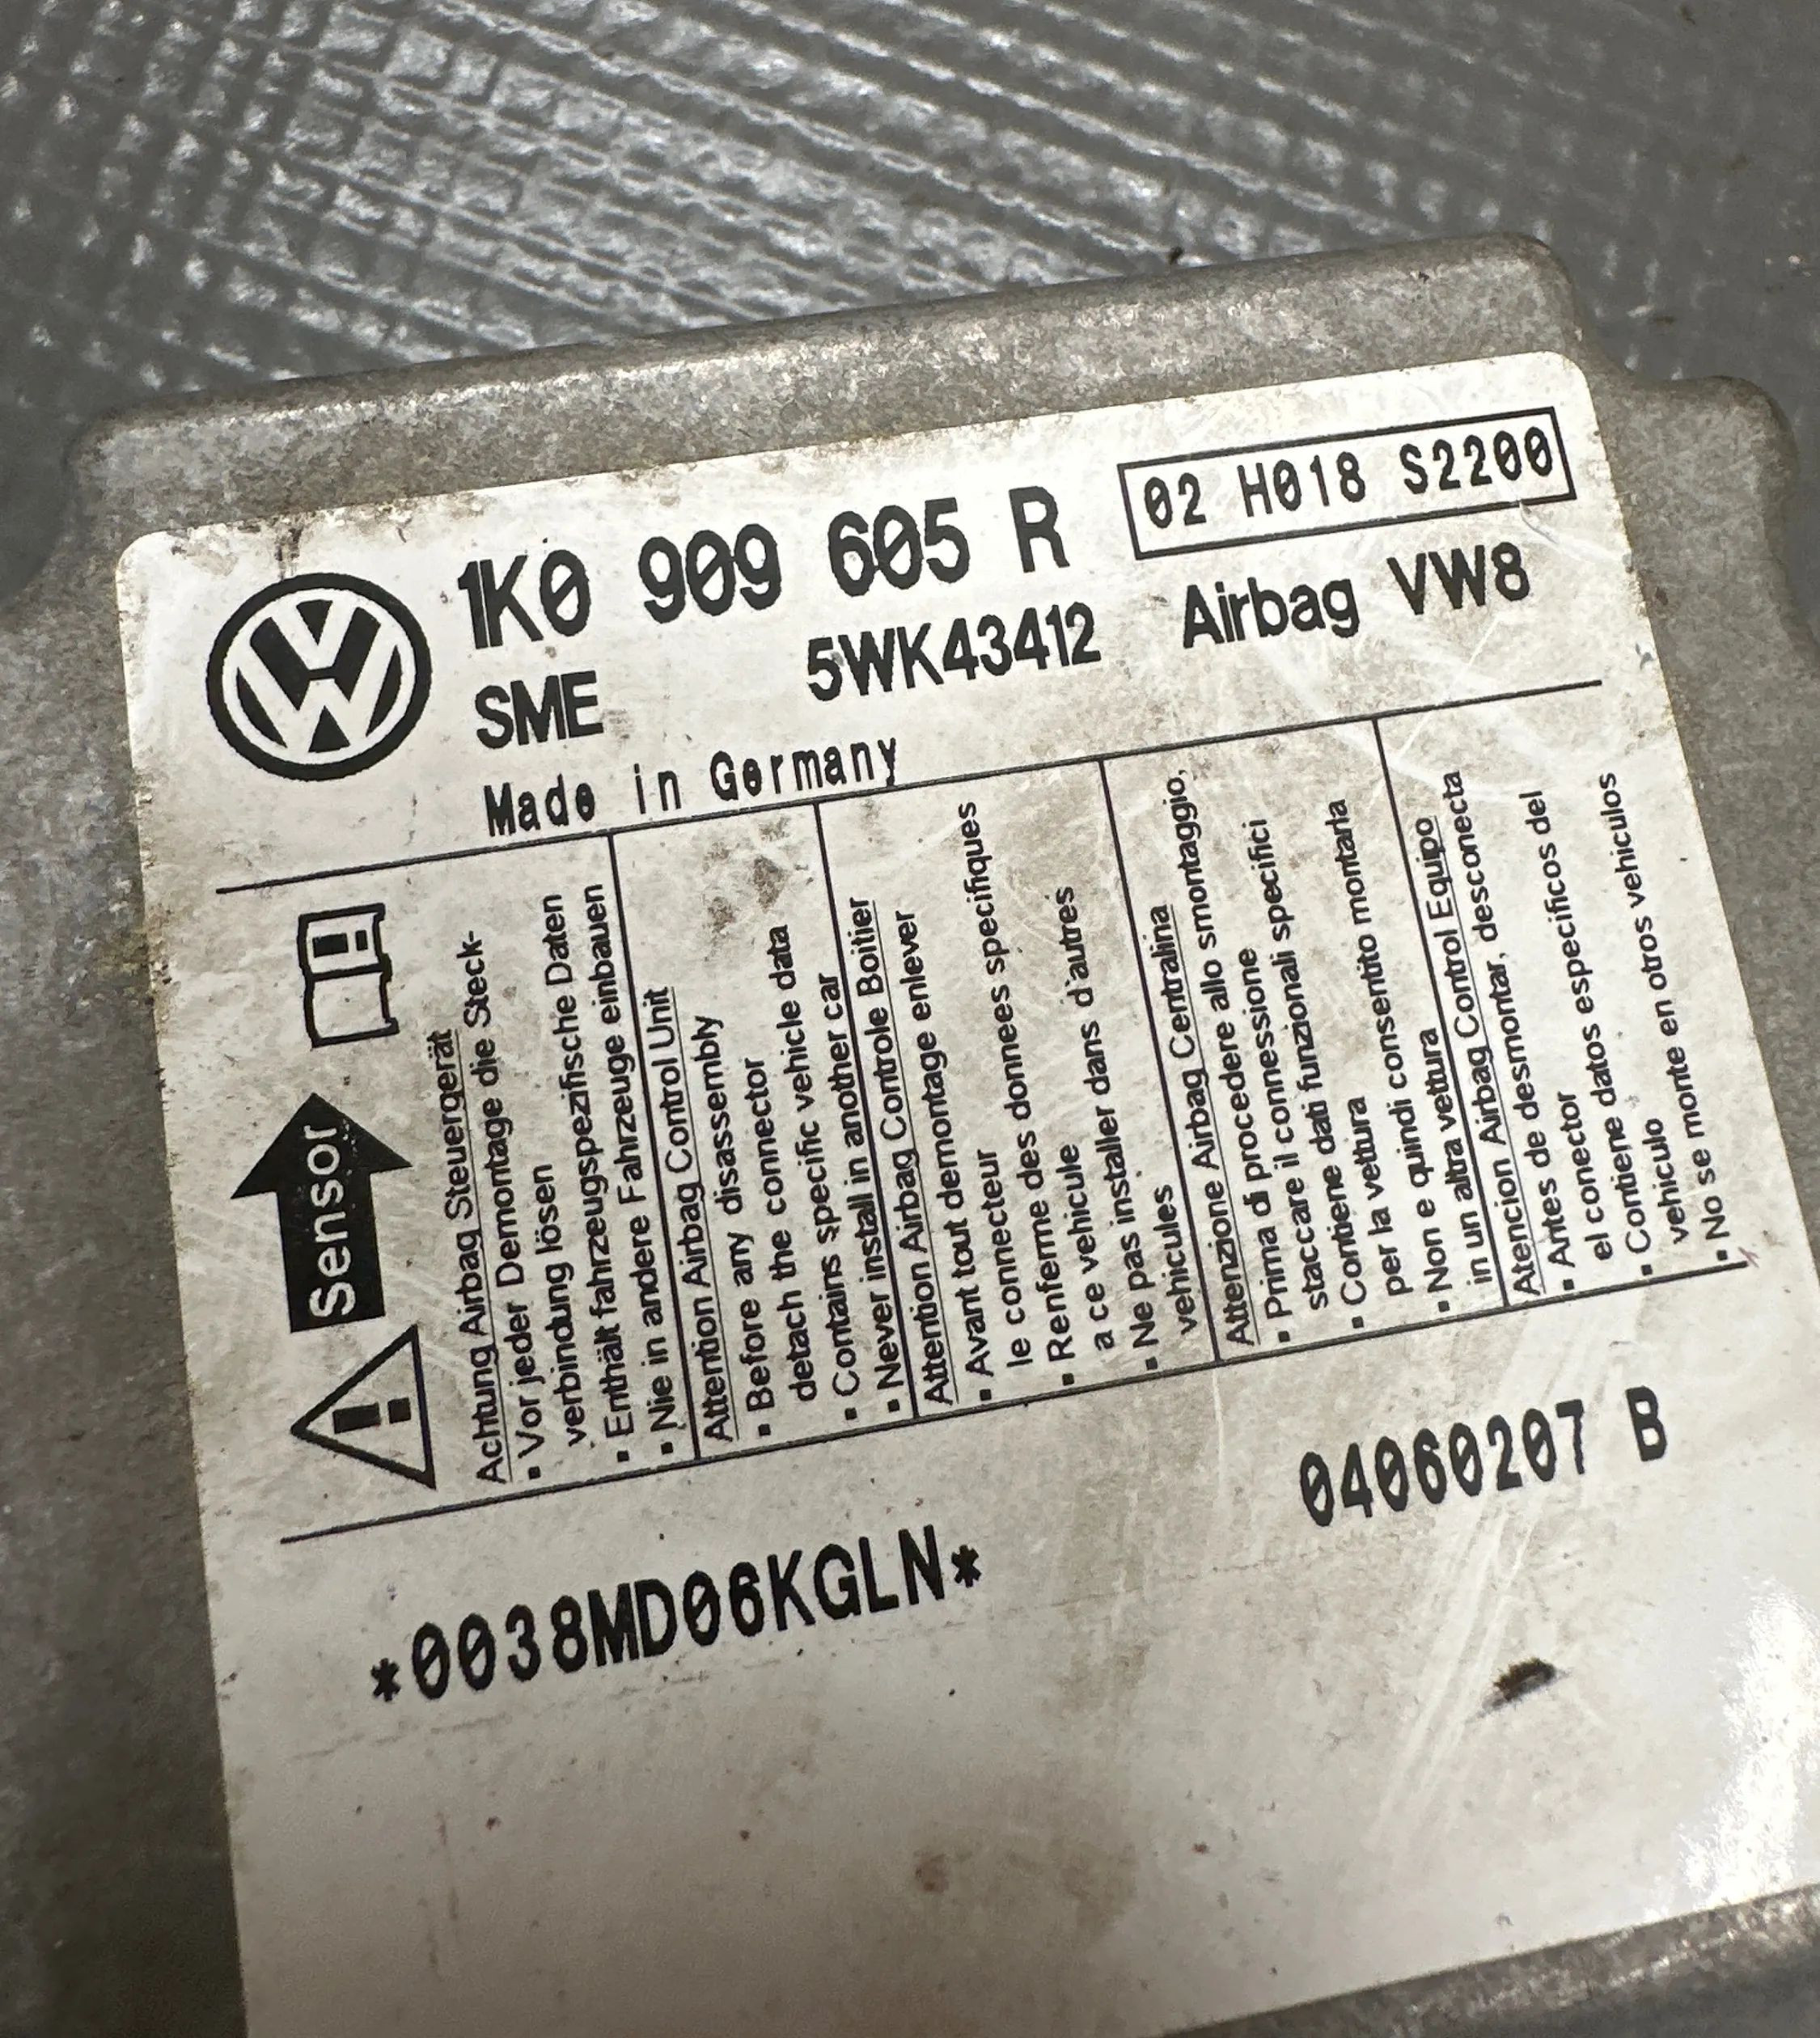 1K0 909 605 R
02 H018 S2200
SME
5WK43412
Airbag VW8
Made in Germany
Sensor
Achtung Airbag Steuergerät
▪ Vor jeder Demontage die Steck-
verbindung lösen
▪ Enthält fahrzeugspezifische Daten
▪ Nie in andere Fahrzeuge einbauen
Attention Airbag Control Unit
▪ Before any disassembly
detach the connector
▪ Contains specific vehicle data
▪ Never install in another car
Attention Airbag Controle Boitier
▪ Avant tout demontage enlever
le connecteur
▪ Renferme des donnees specifiques
a ce vehicule
▪ Ne pas installer dans d'autres
vehicules
Attenzione Airbag Centralina
▪ Prima di procedere allo smontaggio,
staccare il connessione
▪ Contiene dati funzionali specifici
per la vettura
▪ Non e quindi consentito montarla
in un altra vettura
Atencion Airbag Control Equipo
▪ Antes de desmontar, desconecta
el conector
▪ Contiene datos especificos del
vehiculo
▪ No se monte en otros vehiculos
04060207 B
*0038MD06KGLN*